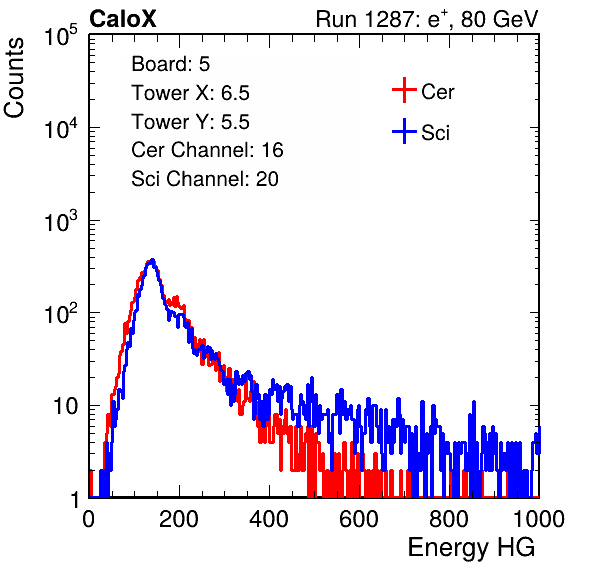 CaloX Run 1287: e⁺, 80 GeV
Counts
10⁵
10⁴
10³
10²
10
1
Board: 5
Tower X: 6.5
Tower Y: 5.5
Cer Channel: 16
Sci Channel: 20
Cer
Sci
0 200 400 600 800 1000
Energy HG